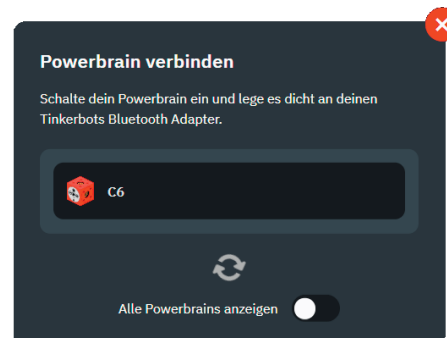 Powerbrain verbinden
Schalte dein Powerbrain ein und lege es dicht an deinen
Tinkerbots Bluetooth Adapter.
C6
Alle Powerbrains anzeigen